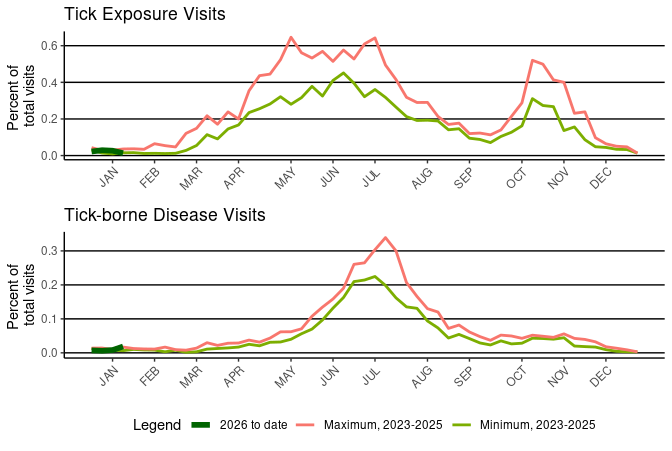 Tick Exposure Visits
Percent of
total visits
0.6
0.4
0.2
0.0
JAN FEB MAR APR MAY JUN JUL AUG SEP OCT NOV DEC
Tick-borne Disease Visits
Percent of
total visits
0.3
0.2
0.1
0.0
JAN FEB MAR APR MAY JUN JUL AUG SEP OCT NOV DEC
Legend 2026 to date Maximum, 2023-2025 Minimum, 2023-2025